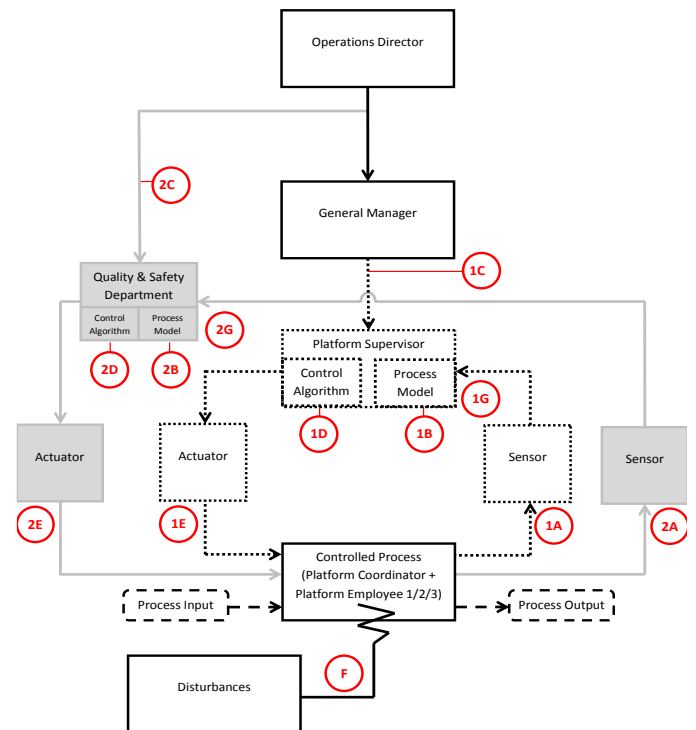 Operations Director
2C
General Manager
1C
Quality & Safety
Department
Control
Algorithm
Process
Model
2G
2D
2B
Platform Supervisor
Control
Algorithm
Process
Model
1G
1D
1B
Actuator
Actuator
Sensor
Sensor
2E
1E
1A
2A
Controlled Process
(Platform Coordinator +
Platform Employee 1/2/3)
Process Input
Process Output
F
Disturbances